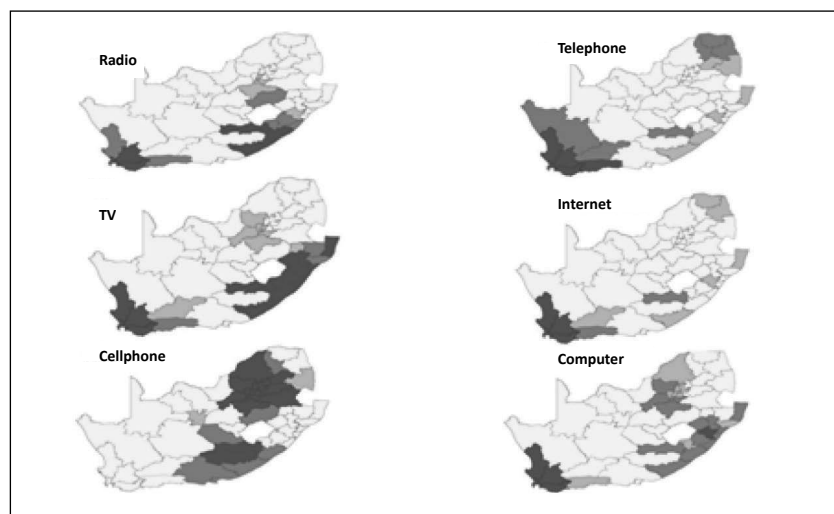 Radio
Telephone
TV
Internet
Cellphone
Computer